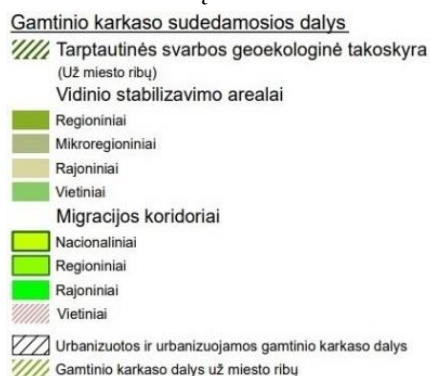 Gamtinio karkaso sudedamosios dalys
Tarptautinės svarbos geoekologinė takoskyra
(Už miesto ribų)
Vidinio stabilizavimo arealai
Regioniniai
Mikroregioniniai
Rajoniniai
Vietiniai
Migracijos koridoriai
Nacionaliniai
Regioniniai
Rajoniniai
Vietiniai
Urbanizuotos ir urbanizuojamos gamtinio karkaso dalys
Gamtinio karkaso dalys už miesto ribų